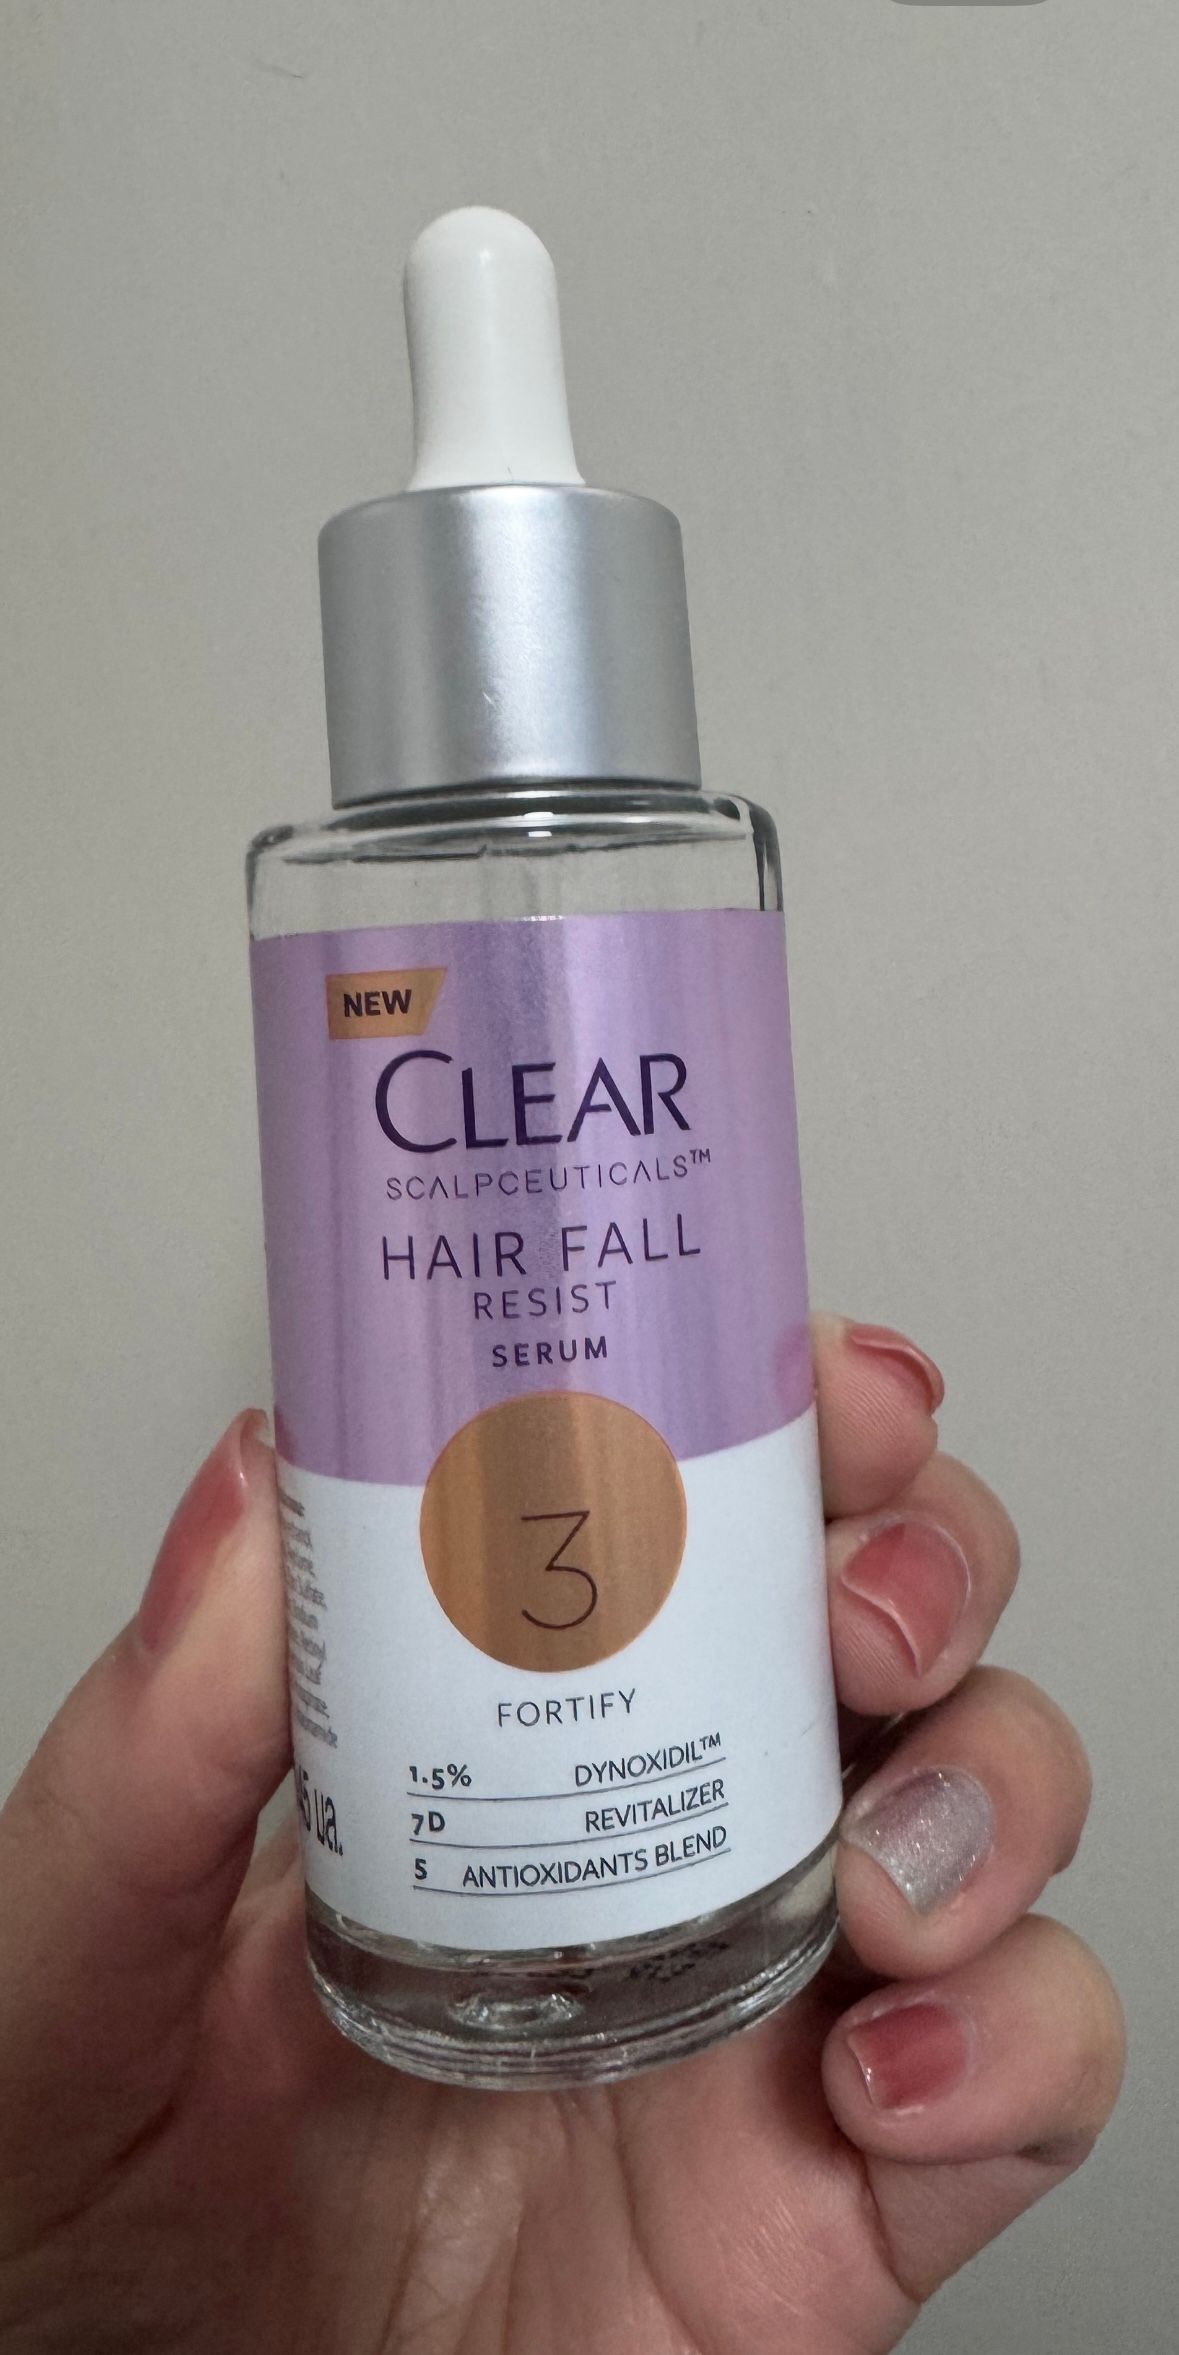 NEW
CLEAR
SCALPCEUTICALS™
HAIR FALL
RESIST
SERUM
3
FORTIFY
1.5% DYNOXIDIL™
7D REVITALIZER
5 ANTIOXIDANTS BLEND